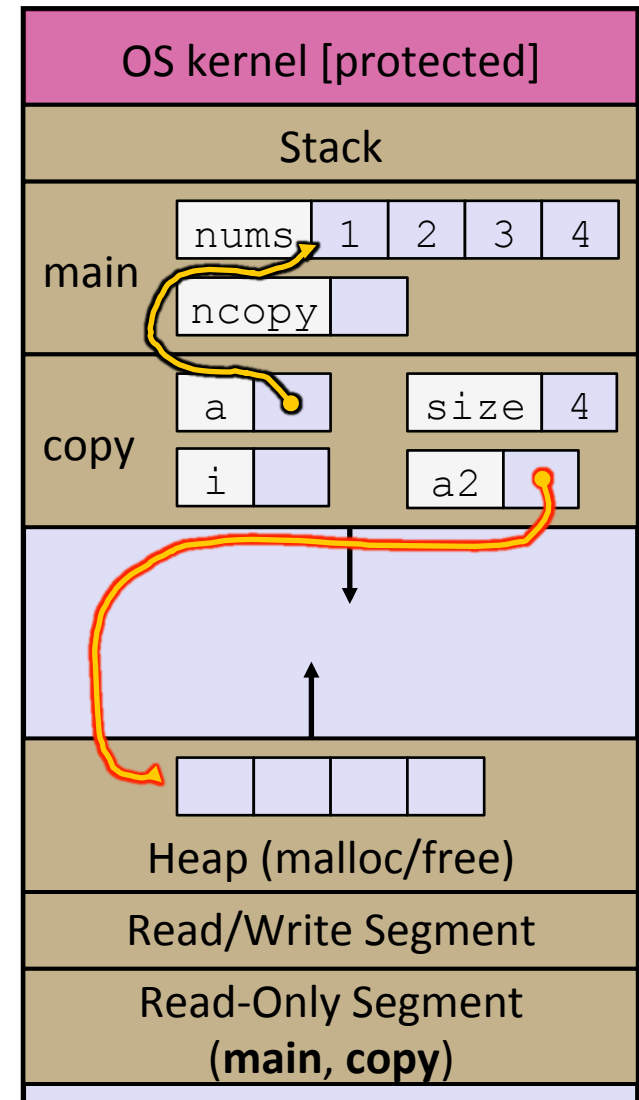 OS kernel [protected]
Stack
main
nums 1 2 3 4
ncopy
copy
a
size 4
i
a2
Heap (malloc/free)
Read/Write Segment
Read-Only Segment
(main, copy)